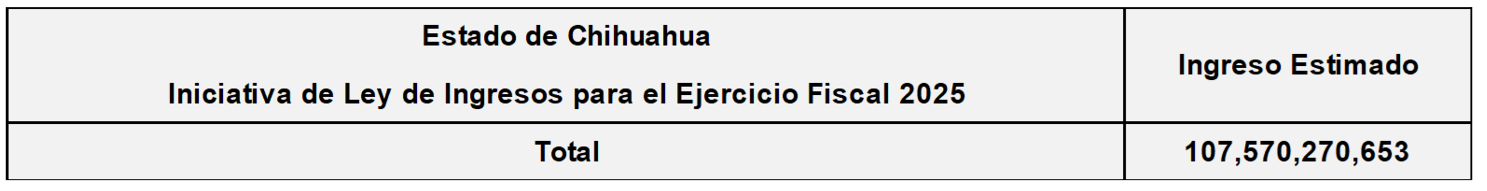 Estado de Chihuahua
Iniciativa de Ley de Ingresos para el Ejercicio Fiscal 2025
Ingreso Estimado
Total
107,570,270,653